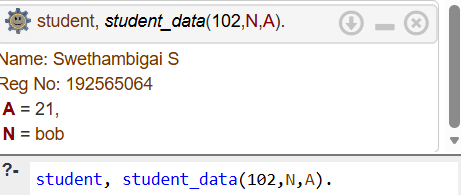 student, student_data(102,N,A).
Name: Swethambigai S
Reg No: 192565064
A = 21,
N = bob
?- student, student_data(102,N,A).